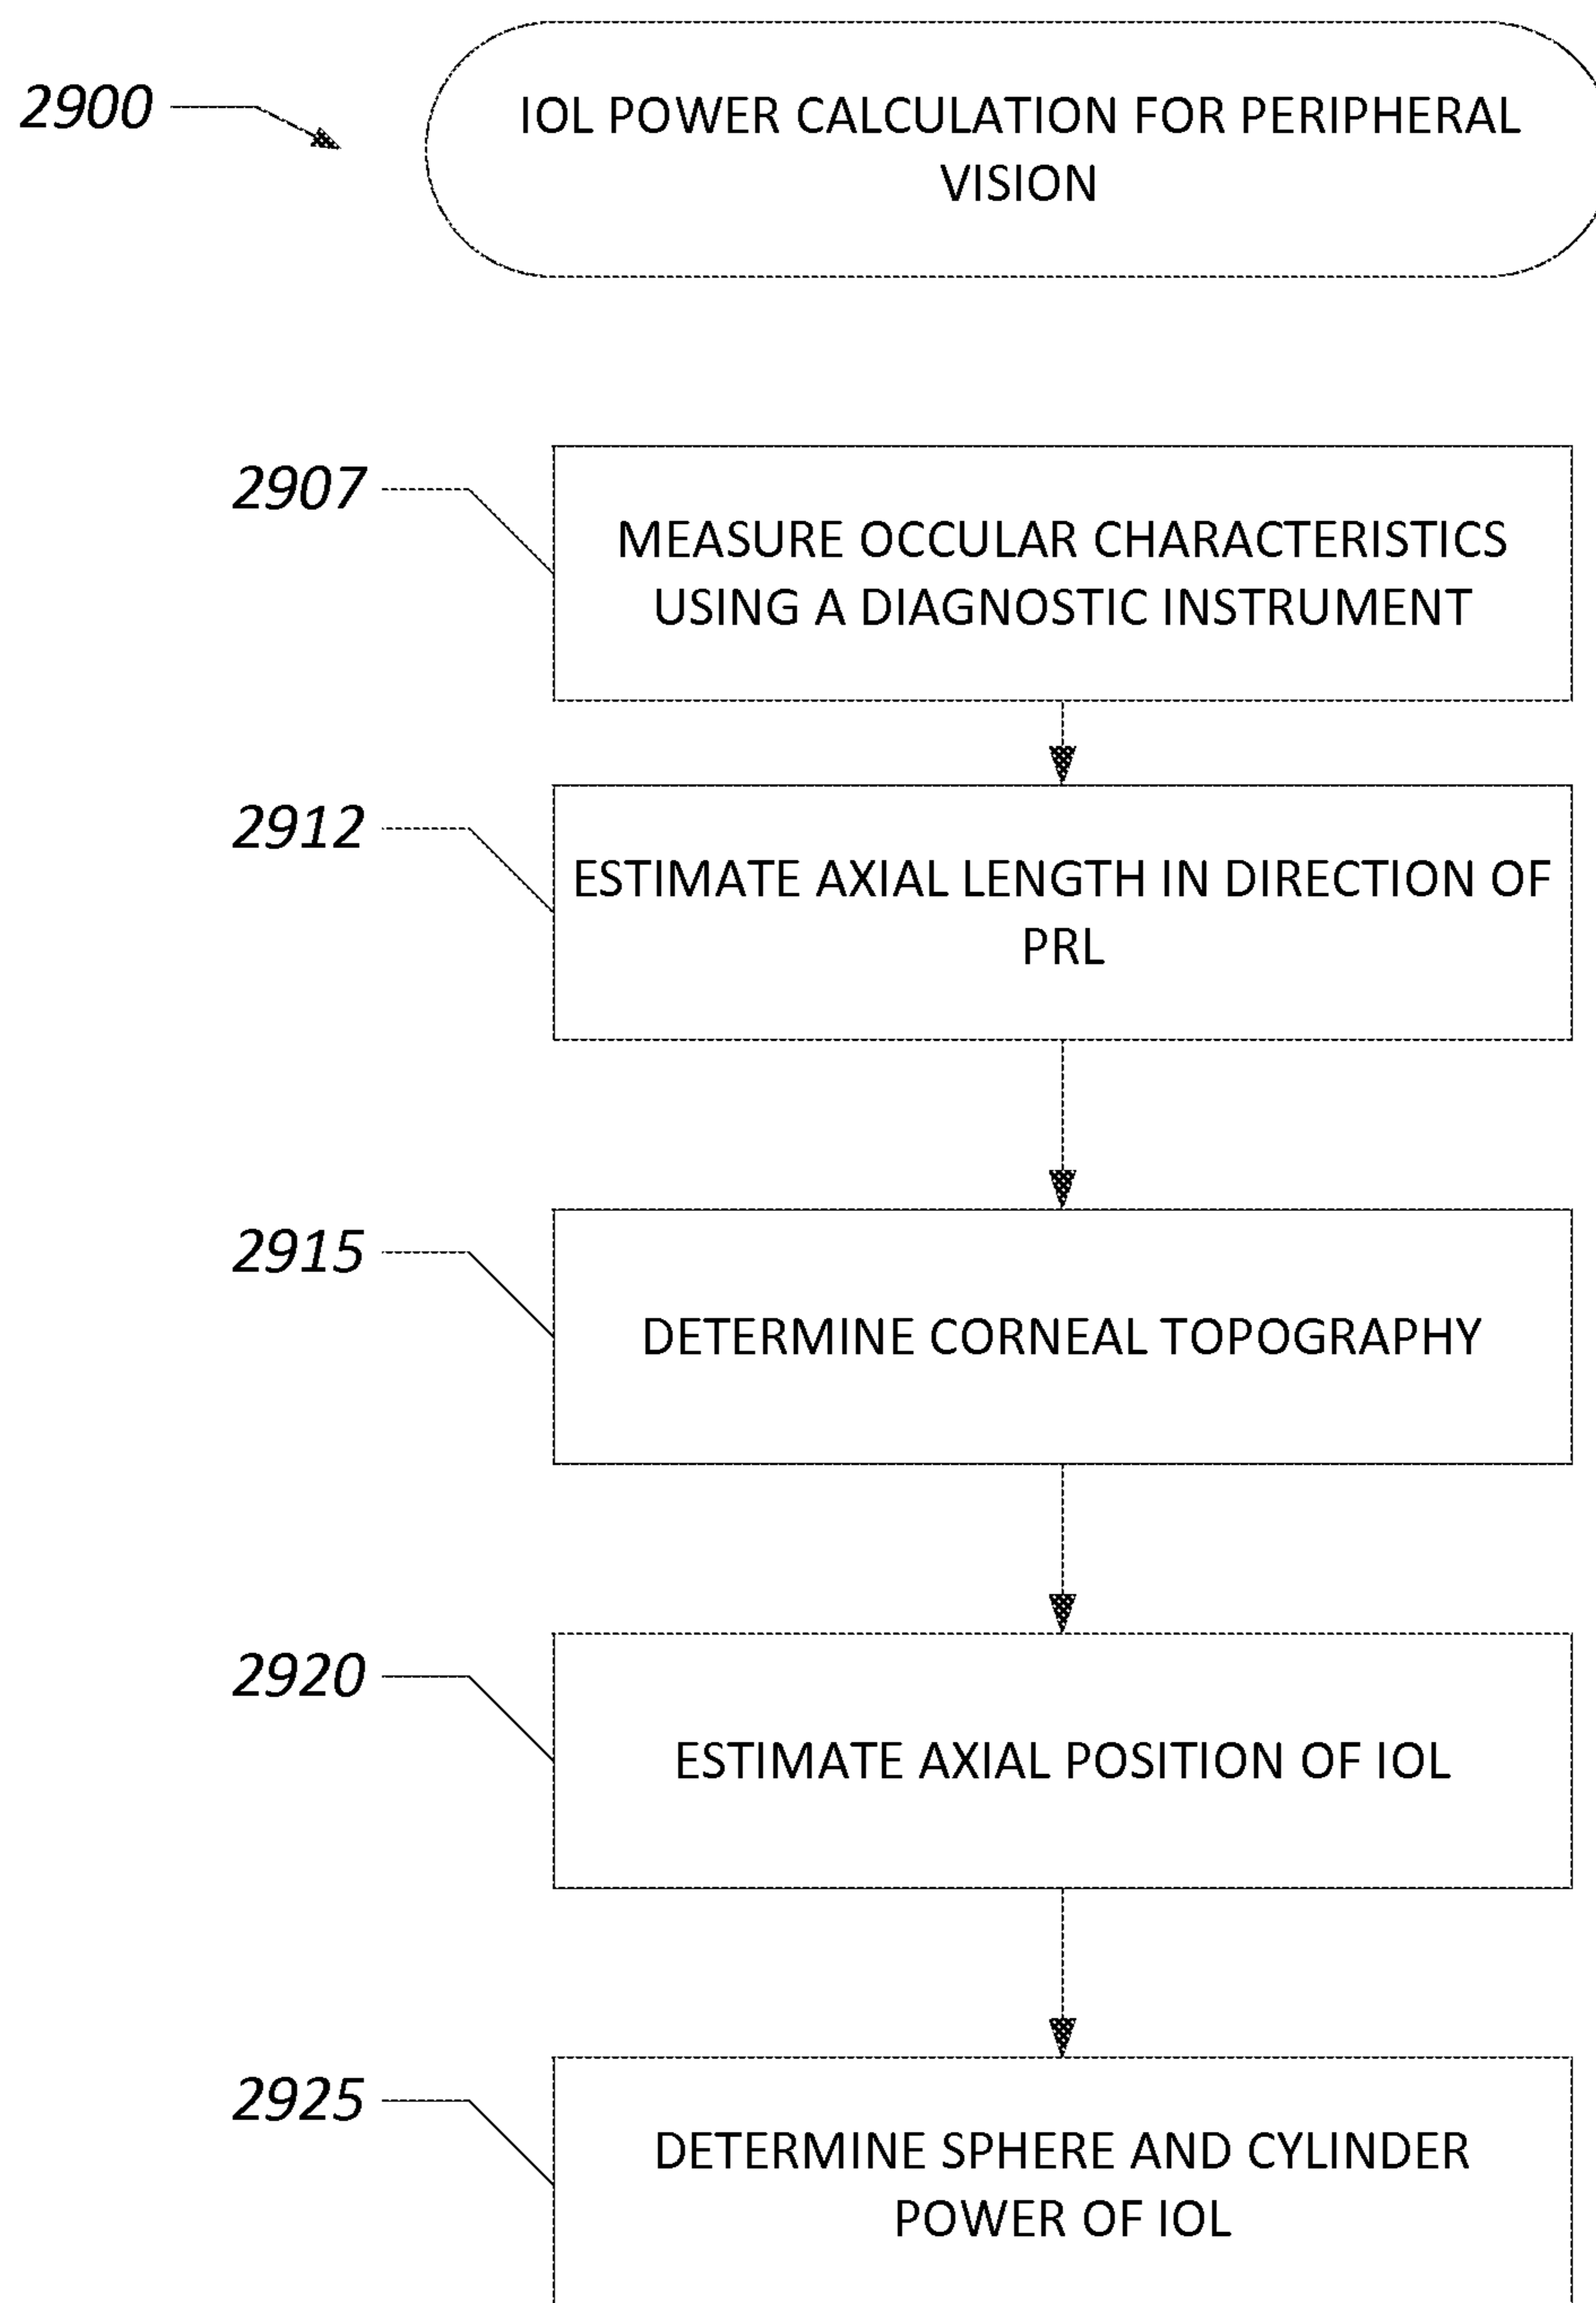 2900
IOL POWER CALCULATION FOR PERIPHERAL
VISION
2907
MEASURE OCCULAR CHARACTERISTICS
USING A DIAGNOSTIC INSTRUMENT
2912
ESTIMATE AXIAL LENGTH IN DIRECTION OF
PRL
2915
DETERMINE CORNEAL TOPOGRAPHY
2920
ESTIMATE AXIAL POSITION OF IOL
2925
DETERMINE SPHERE AND CYLINDER
POWER OF IOL